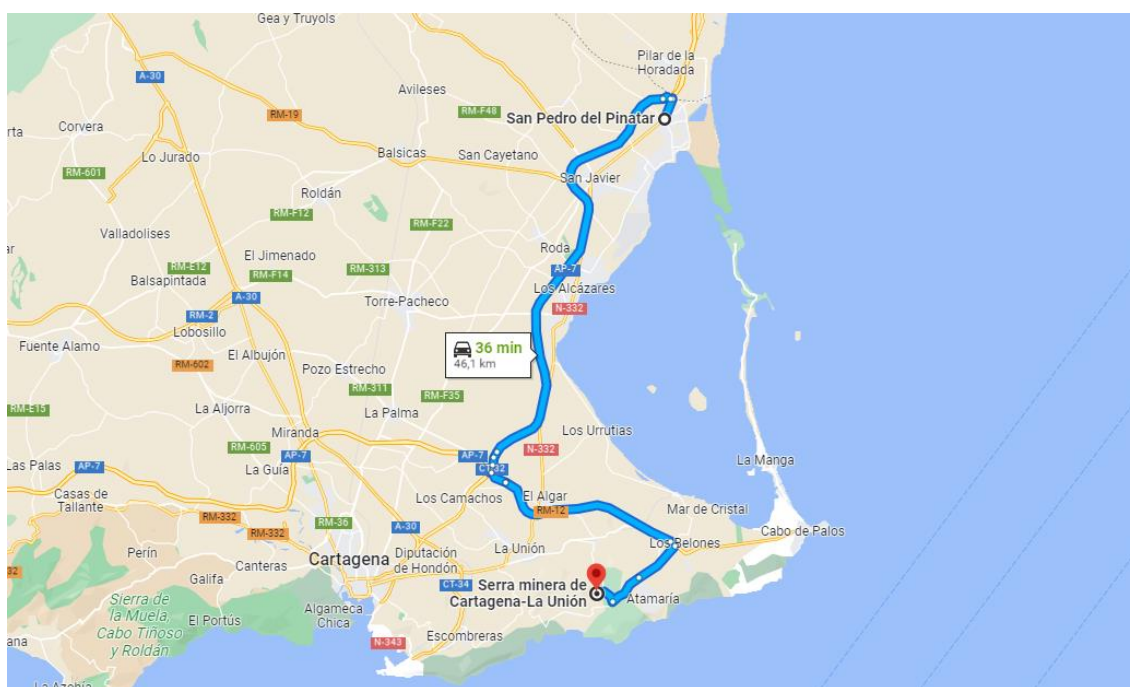 Gea y Truyols
Pilar de la
Horadada
A-30
Avileses
RM-F48
RM-19
San Pedro del Pinatar
Corvera
rta
Lo Jurado
Balsicas
San Cayetano
RM-601
San Javier
Roldán
RM-F12
RM-F22
Valladolises
Roda
ar
El Jimenado
RM-E12
RM-F14
RM-313
AP-7
Balsapintada
A-30
Los Alcázares
Torre-Pacheco
N-332
RM-2
Lobosillo
Fuente Alamo
El Albujón
36 min
46,1 km
RM-602
Pozo Estrecho
RM-311
RM-F35
La Aljorra
La Palma
RM-E15
Los Urrutias
Miranda
RM-605
N-332
AP-7
AP-7
La Manga
Las Palas
AP-7
La Guía
CT-32
Casas de
Tallante
Los Camachos
El Algar
RM-12
Mar de Cristal
RM-332
RM-36
A-30
Cabo de Palos
RM-332
Perín
Cartagena
Diputación
de Hondón
La Unión
Los Belones
Canteras
32
Galifa
CT-34
Serra minera de
Cartagena-La Unión
Atamaría
Sierra de
la Muela,
Cabo Tiñoso
y Roldán
El Portús
Algameca
Chica
Escombreras
N-343
ana
La Azohía